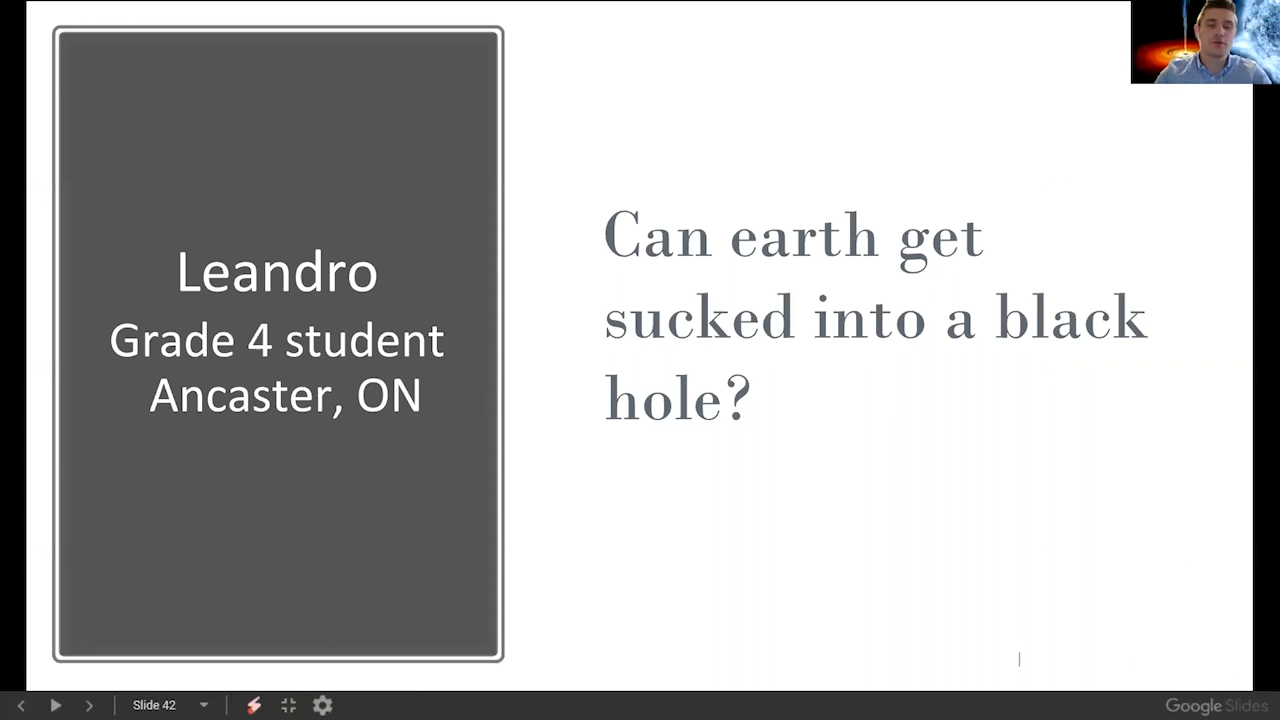 Leandro
Grade 4 student
Ancaster, ON
Can earth get
sucked into a black
hole?
Slide 42
Google Slides